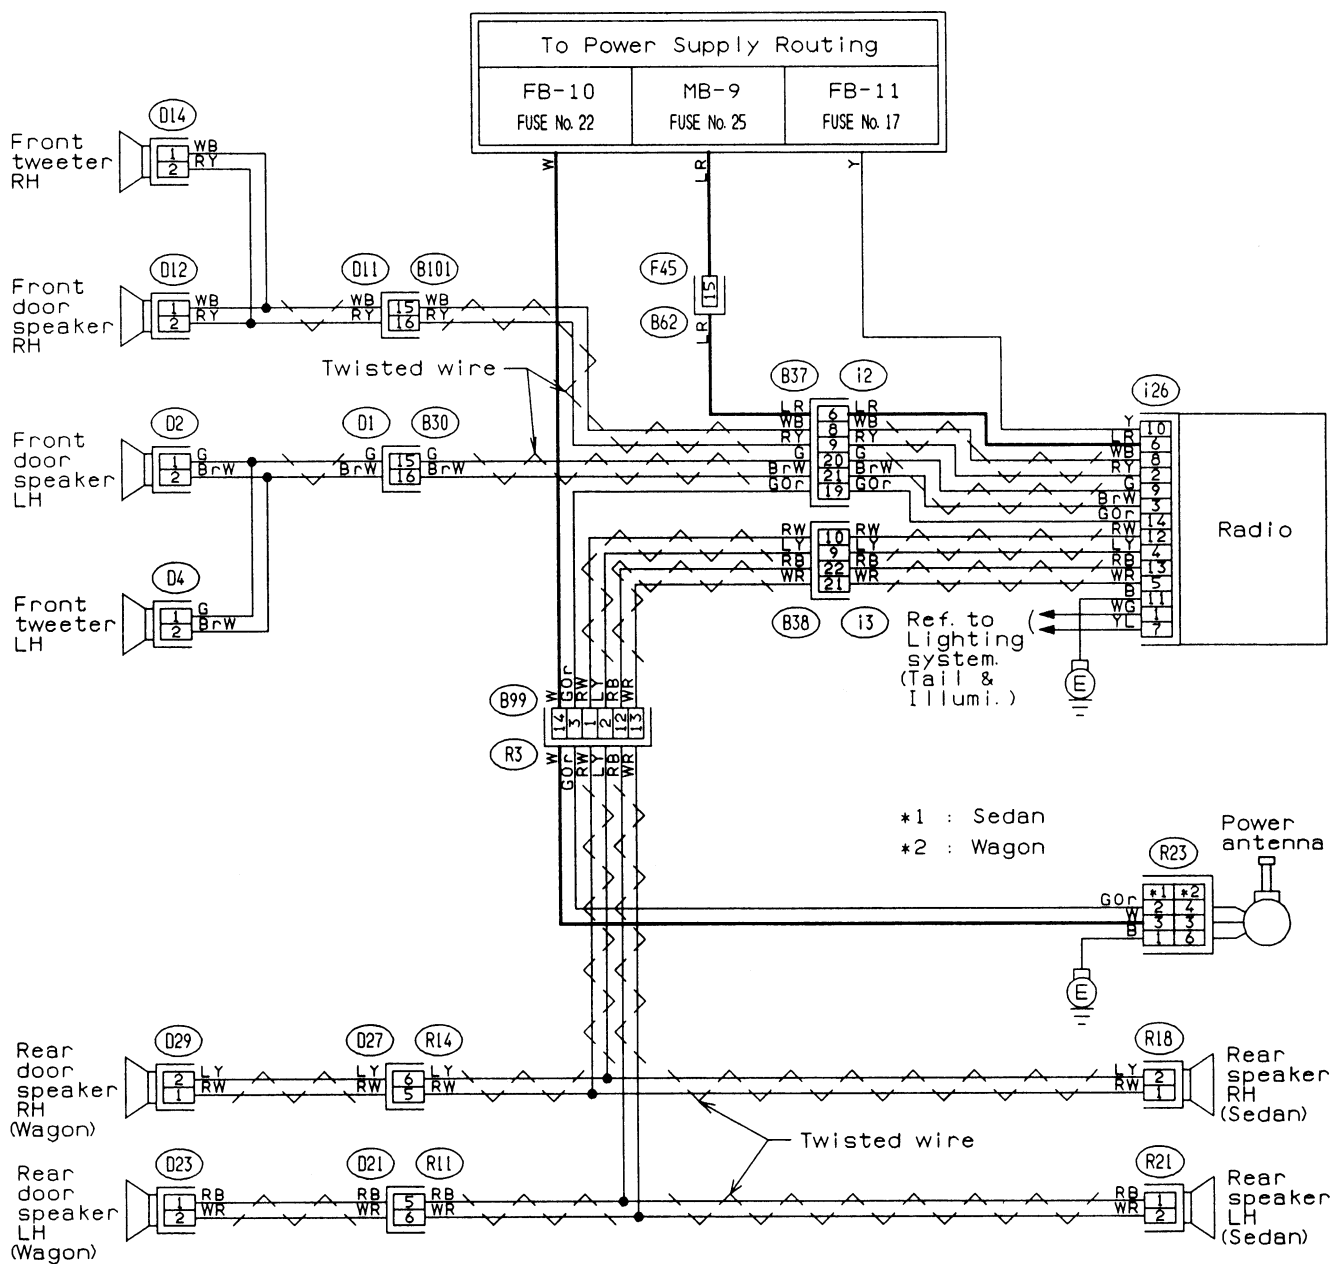 To Power Supply Routing
FB-10
FUSE No. 22
MB-9
FUSE No. 25
FB-11
FUSE No. 17
W
LR
Y
Front
tweeter
RH
D14
1 WB
2 RY
Front
door
speaker
RH
D12
1 WB
2 RY
D11
B101
WB 15 WB
RY 16 RY
F45
15
B62
LR
Twisted wire
Front
door
speaker
LH
D2
1 G
2 BrW
D1
B30
G 15 G
BrW 16 BrW
Front
tweeter
LH
D4
1 G
2 BrW
B37
i2
LR 6 LR
WB 8 WB
RY 9 RY
G 20 G
BrW 21 BrW
GOr 19 GOr
RW 10 RW
LY 9 LY
RB 22 RB
WR 21 WR
B38
i3
i26
Y 10
LR 6
WB 8
RY 2
G 9
BrW 3
GOr 14
RW 12
LY 4
RB 13
WR 5
B 11
WG 1
YL 7
Radio
Ref. to
Lighting
system.
(Tail &
Illumi.)
E
B99
W GOr RW LY RB WR
14 3 1 2 12 13
R3
W GOr RW LY RB WR
*1 : Sedan
*2 : Wagon
Power
antenna
R23
*1 *2
GOr 2 4
W 3 3
B 1 6
E
Rear
door
speaker
RH
(Wagon)
D29
2 LY
1 RW
D27
R14
LY 6 LY
RW 5 RW
R18
LY 2
RW 1
Rear
speaker
RH
(Sedan)
Twisted wire
Rear
door
speaker
LH
(Wagon)
D23
1 RB
2 WR
D21
R11
RB 5 RB
WR 6 WR
R21
RB 1
WR 2
Rear
speaker
LH
(Sedan)